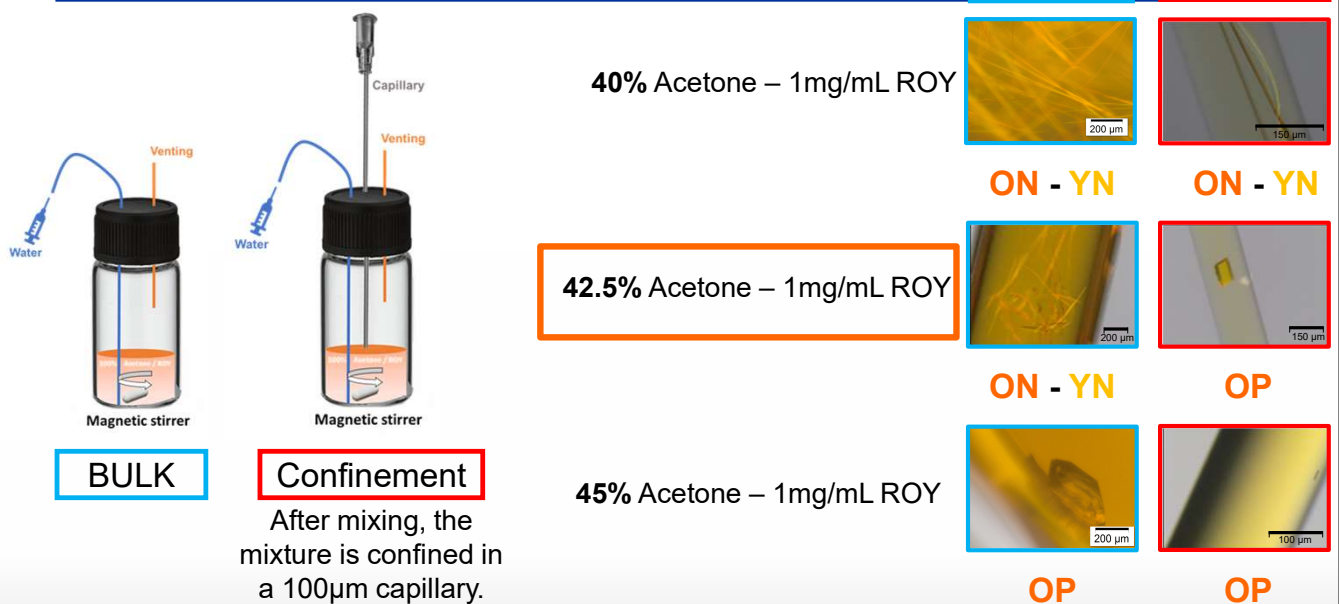 Capillary
Venting
Water
Magnetic stirrer
BULK
Venting
Water
100% Acetone / ROY
Magnetic stirrer
Confinement
After mixing, the
mixture is confined in
a 100µm capillary.
40% Acetone – 1mg/mL ROY
200 µm
150 µm
ON - YN
ON - YN
42.5% Acetone – 1mg/mL ROY
200 µm
150 µm
ON - YN
OP
45% Acetone – 1mg/mL ROY
200 µm
100 µm
OP
OP